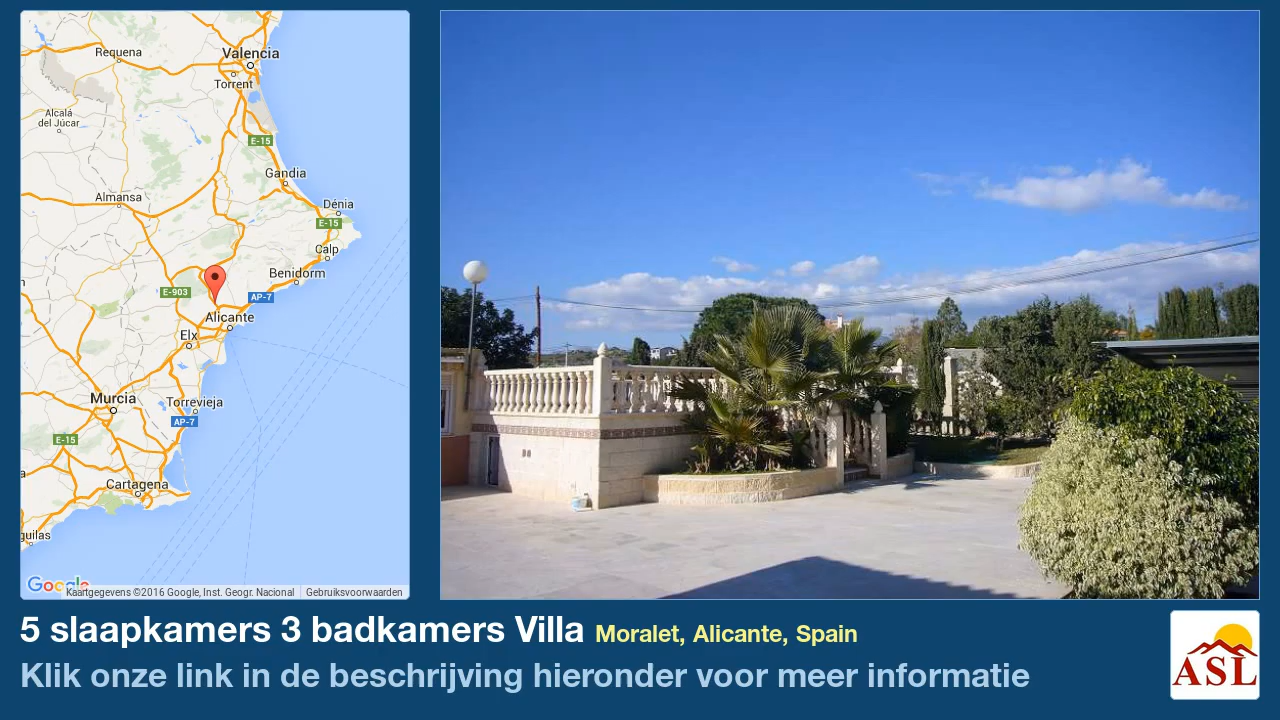 Requena
Valencia
Torrent
Alcalá
del Júcar
E-15
Gandia
Almansa
Dénia
E-15
Calp
Benidorm
E-903
AP-7
Alicante
Elx
Murcia
Torrevieja
AP-7
E-15
Cartagena
guilas
Google
Kaartgegevens ©2016 Google, Inst. Geogr. Nacional
Gebruiksvoorwaarden
5 slaapkamers 3 badkamers Villa Moralet, Alicante, Spain
Klik onze link in de beschrijving hieronder voor meer informatie
ASL